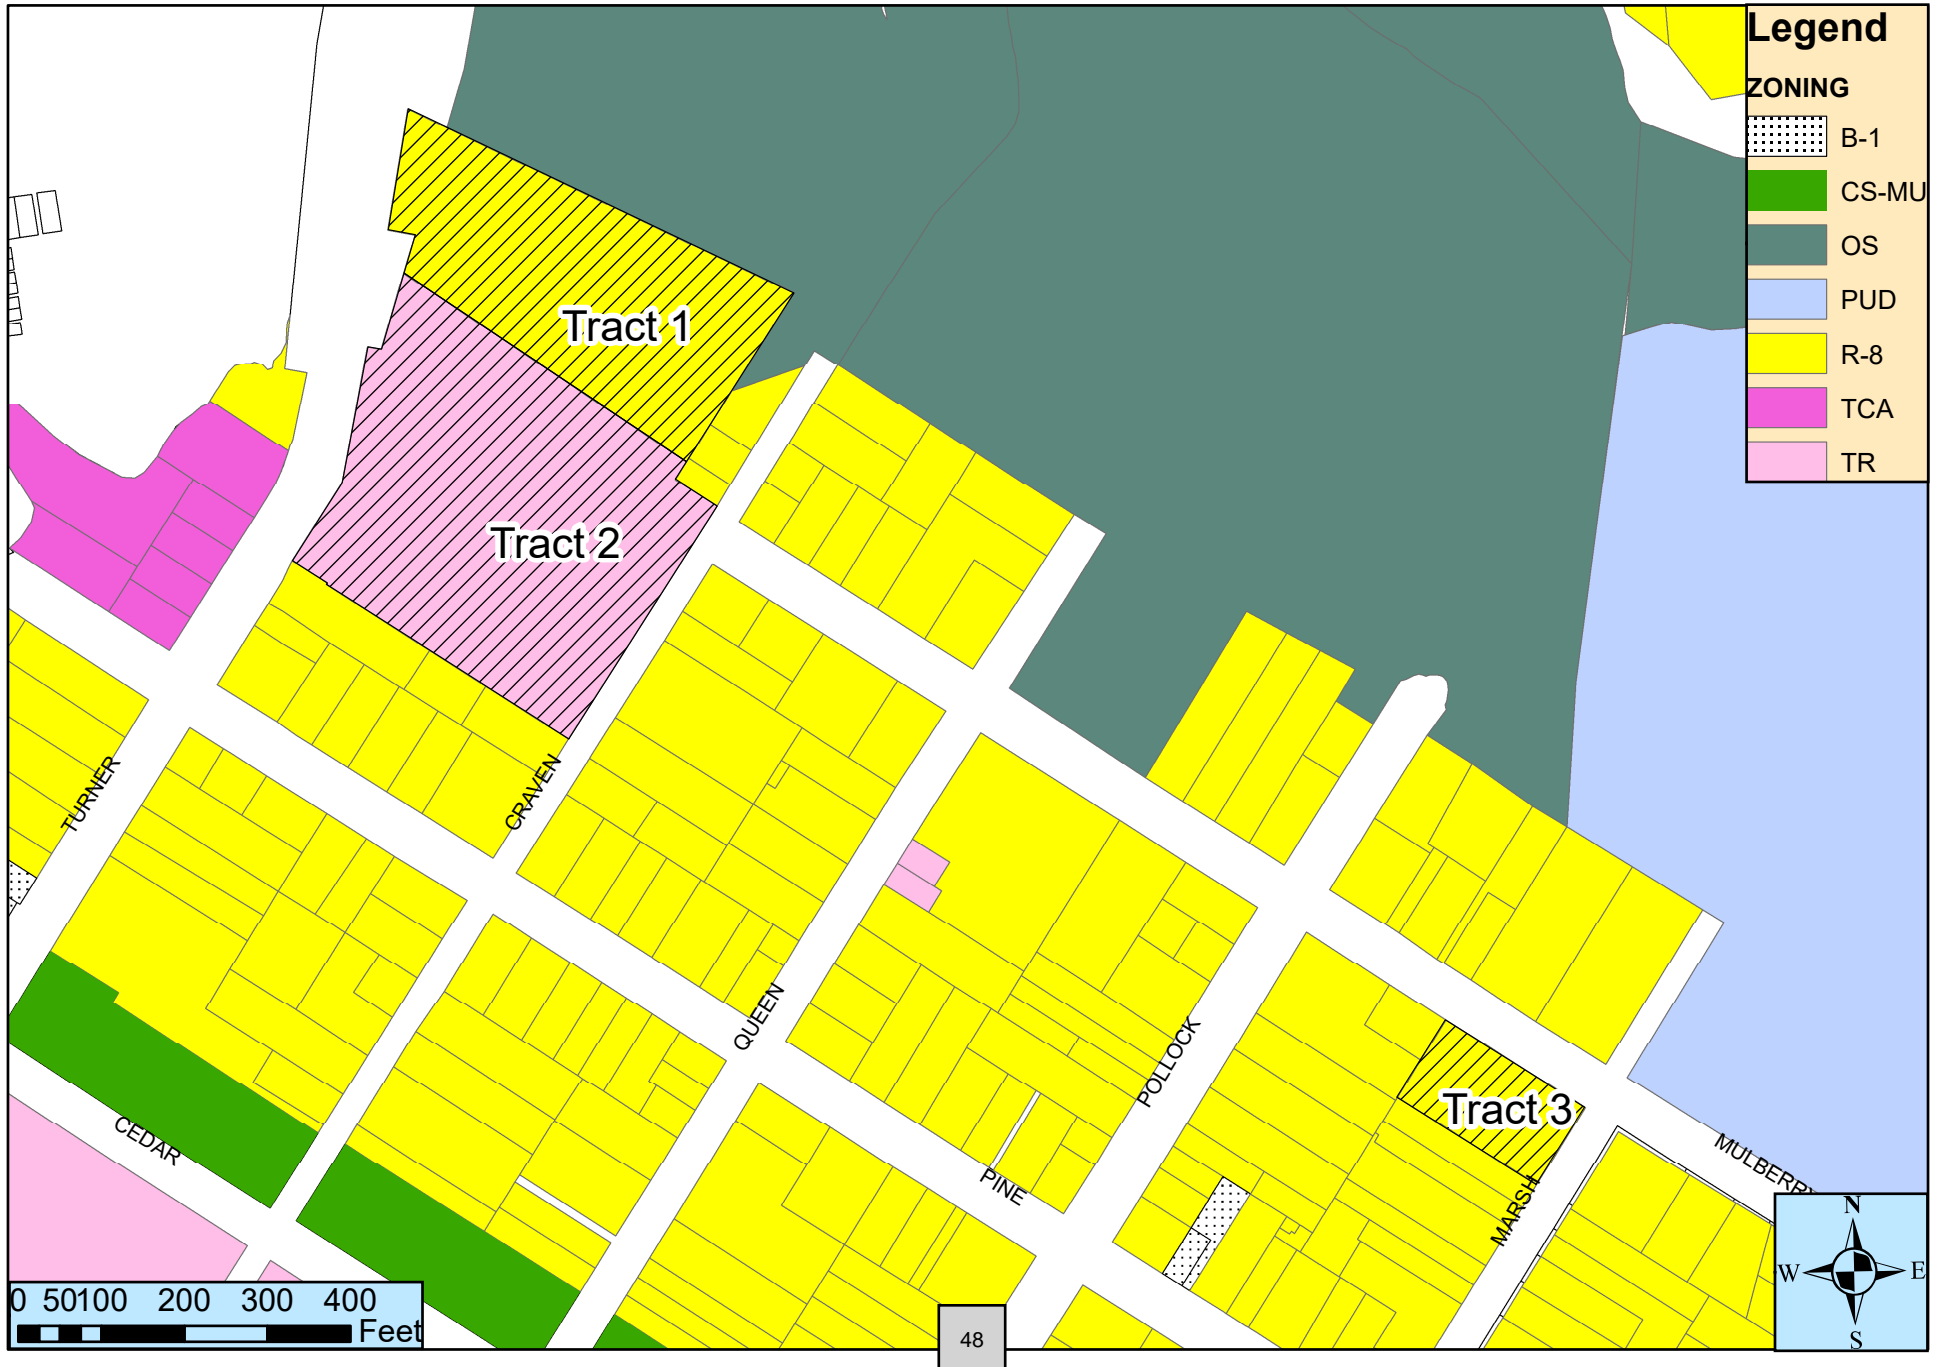 Legend
ZONING
B-1
CS-MU
OS
PUD
R-8
TCA
TR
Tract 1
Tract 2
Tract 3
TURNER
CRAVEN
QUEEN
POLLOCK
MARSH
MULBERRY
CEDAR
PINE
N
W
E
S
0 50100 200 300 400
Feet
48